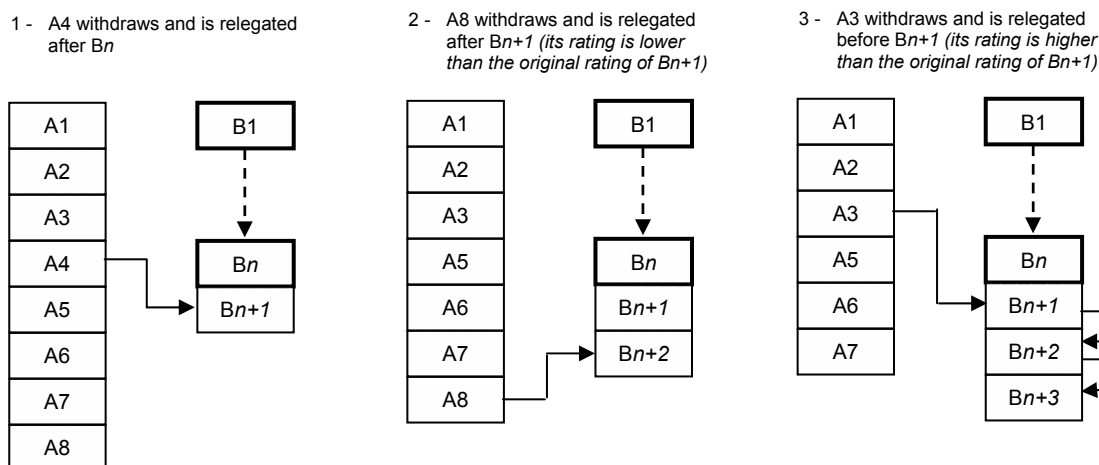 1 - A4 withdraws and is relegated
after Bn
A1
A2
A3
A4
A5
A6
A7
A8
B1
Bn
Bn+1
2 - A8 withdraws and is relegated
after Bn+1 (its rating is lower
than the original rating of Bn+1)
A1
A2
A3
A5
A6
A7
A8
B1
Bn
Bn+1
Bn+2
3 - A3 withdraws and is relegated
before Bn+1 (its rating is higher
than the original rating of Bn+1)
A1
A2
A3
A5
A6
A7
B1
Bn
Bn+1
Bn+2
Bn+3